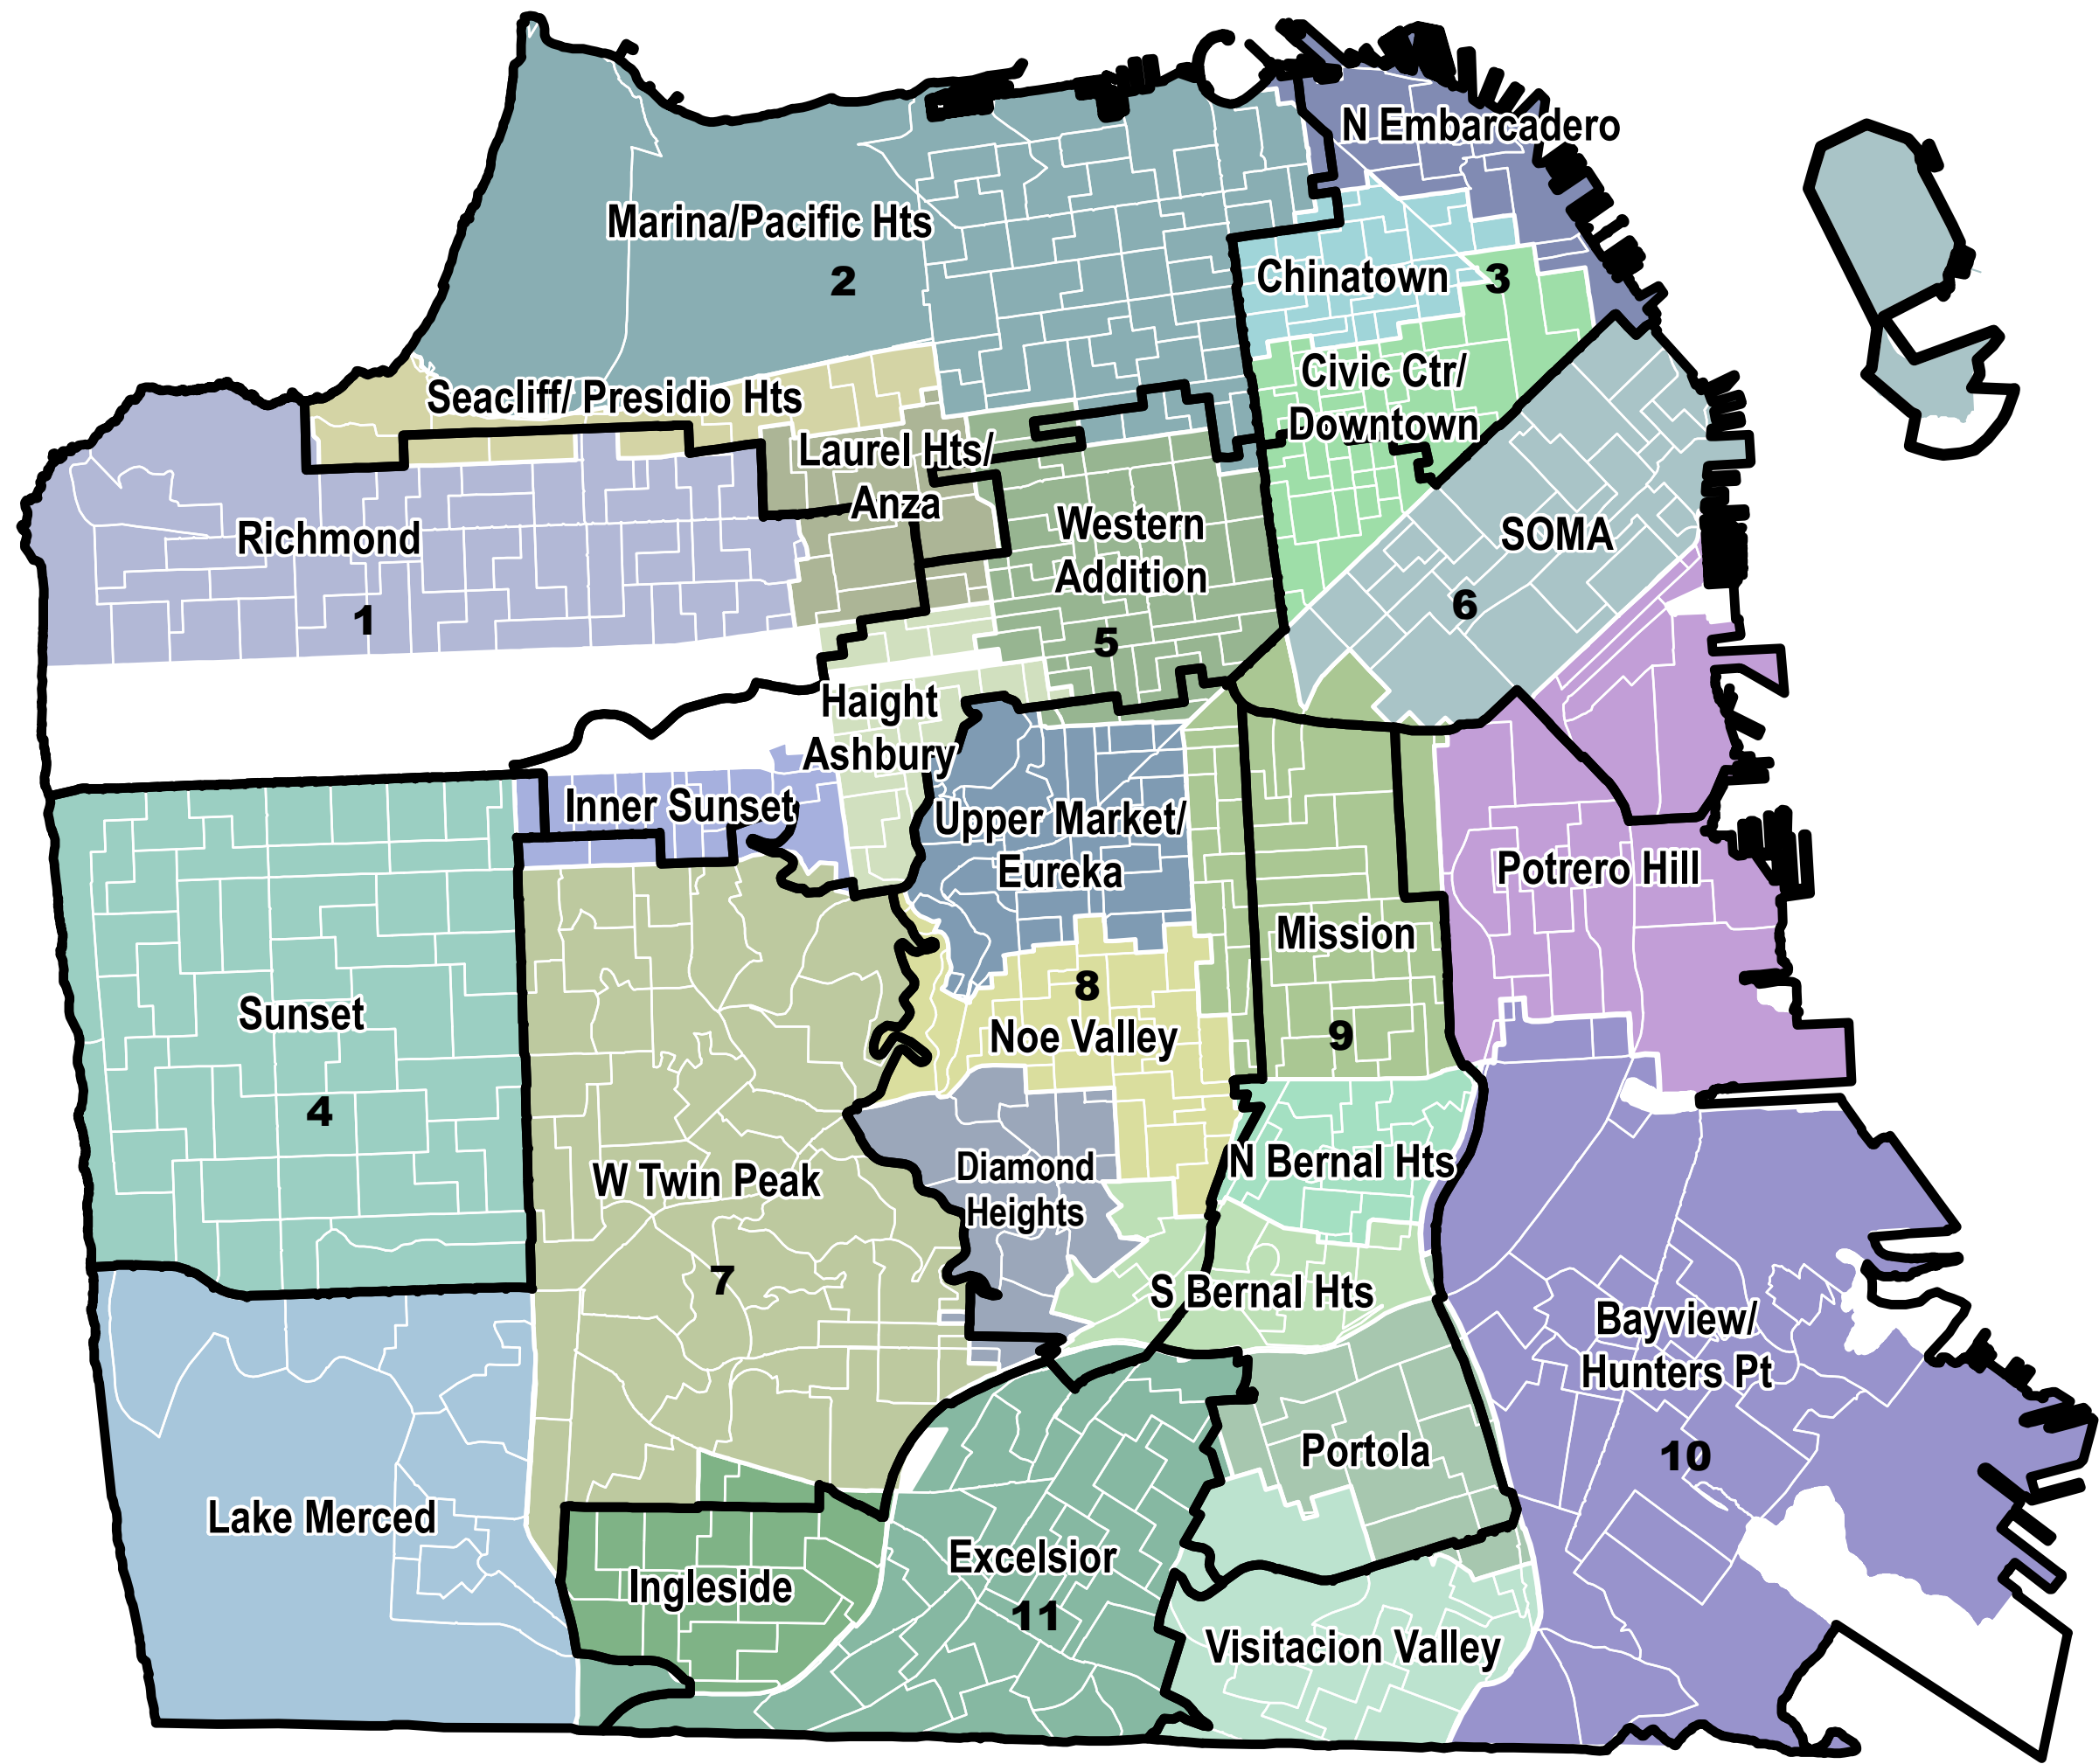 N Embarcadero
Marina/Pacific Hts
2
Chinatown
3
Civic Ctr/
Downtown
Seacliff/ Presidio Hts
Laurel Hts/
Anza
Richmond
1
Western
Addition
5
SOMA
6
Haight
Ashbury
Inner Sunset
Upper Market/
Eureka
Potrero Hill
Mission
9
Sunset
4
8
Noe Valley
W Twin Peak
7
Diamond
Heights
N Bernal Hts
S Bernal Hts
Bayview/
Hunters Pt
10
Portola
Lake Merced
Ingleside
Excelsior
11
Visitacion Valley